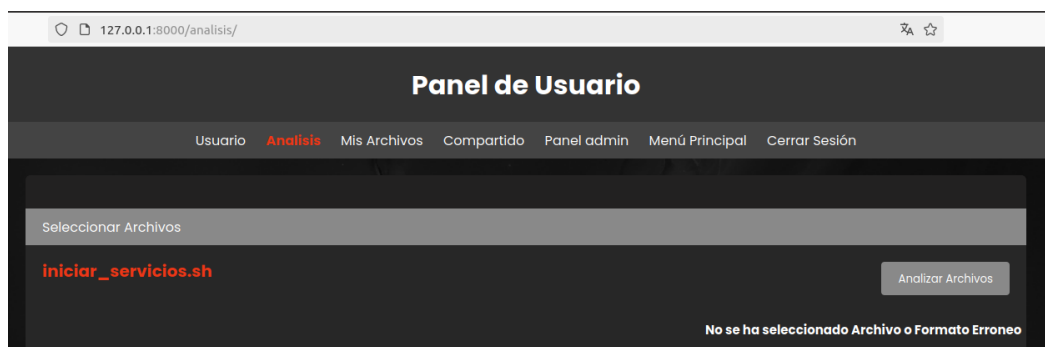 127.0.0.1:8000/analisis/
Panel de Usuario
Usuario Analisis Mis Archivos Compartido Panel admin Menú Principal Cerrar Sesión
Seleccionar Archivos
iniciar_servicios.sh
Analizar Archivos
No se ha seleccionado Archivo o Formato Erroneo